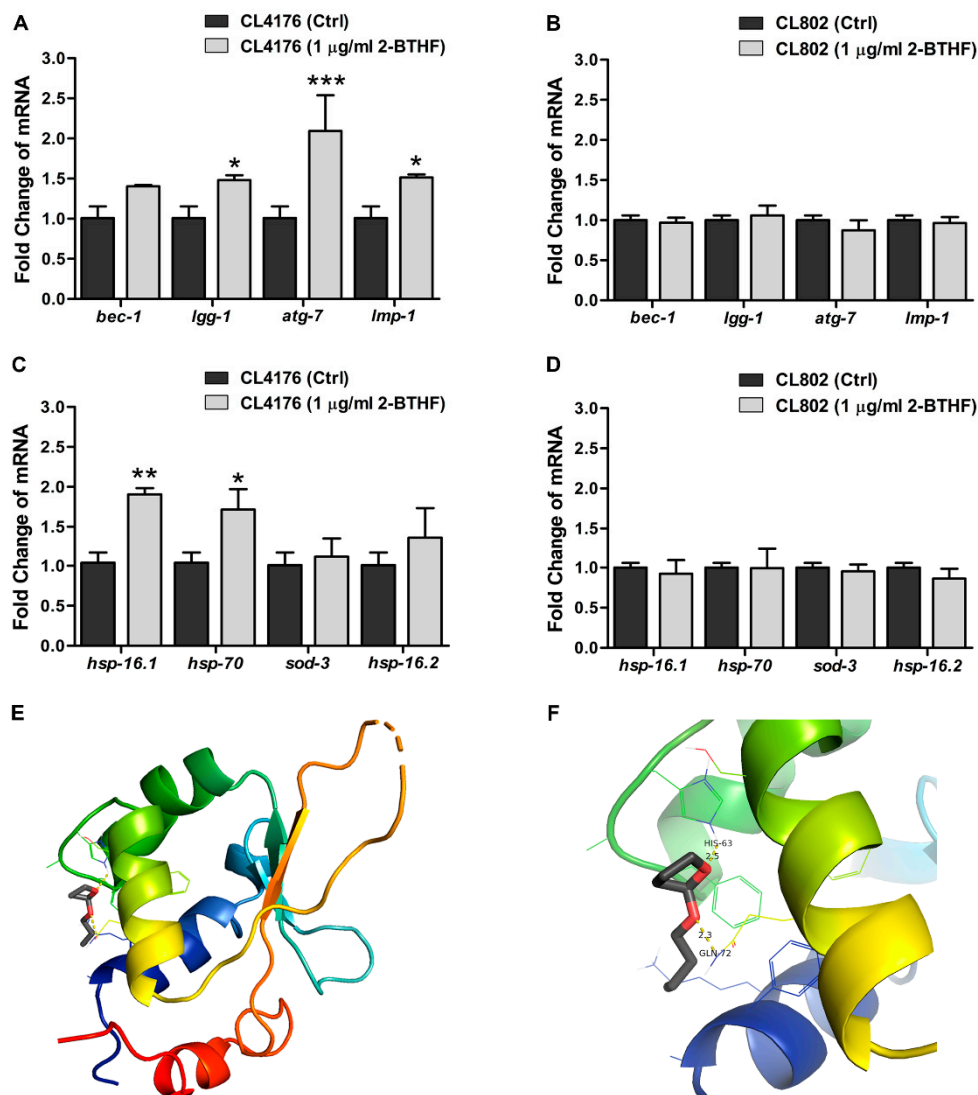 A
CL4176 (Ctrl)
CL4176 (1 μg/ml 2-BTHF)
Fold Change of mRNA
3.0
2.5
2.0
1.5
1.0
0.5
0.0
*
***
*
bec-1 lgg-1 atg-7 lmp-1
B
CL802 (Ctrl)
CL802 (1 μg/ml 2-BTHF)
Fold Change of mRNA
3.0
2.5
2.0
1.5
1.0
0.5
0.0
bec-1 lgg-1 atg-7 lmp-1
C
CL4176 (Ctrl)
CL4176 (1 μg/ml 2-BTHF)
Fold Change of mRNA
3.0
2.5
2.0
1.5
1.0
0.5
0.0
**
*
hsp-16.1 hsp-70 sod-3 hsp-16.2
D
CL802 (Ctrl)
CL802 (1 μg/ml 2-BTHF)
Fold Change of mRNA
3.0
2.5
2.0
1.5
1.0
0.5
0.0
hsp-16.1 hsp-70 sod-3 hsp-16.2
E
F
HIS-63
2.5
2.3
GLN-72